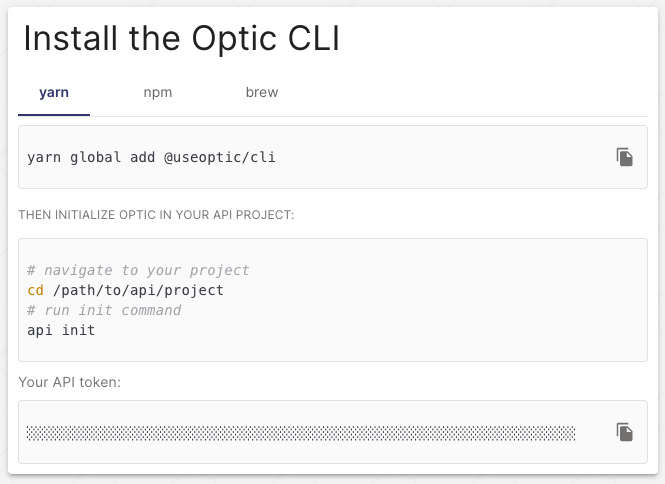 Install the Optic CLI
yarn npm brew
yarn global add @useoptic/cli
THEN INITIALIZE OPTIC IN YOUR API PROJECT:
# navigate to your project
cd /path/to/api/project
# run init command
api init
Your API token: